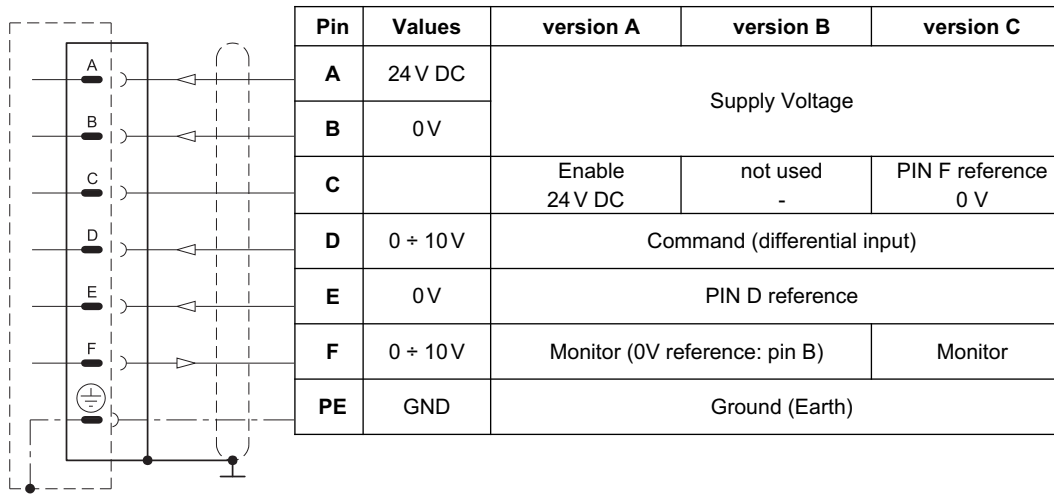 Pin Values version A version B version C
A
A 24 V DC
Supply Voltage
B
B 0 V
C
C Enable not used PIN F reference
24 V DC - 0 V
D
D 0 ÷ 10 V Command (differential input)
E
E 0 V PIN D reference
F
F 0 ÷ 10 V Monitor (0V reference: pin B) Monitor
PE GND Ground (Earth)